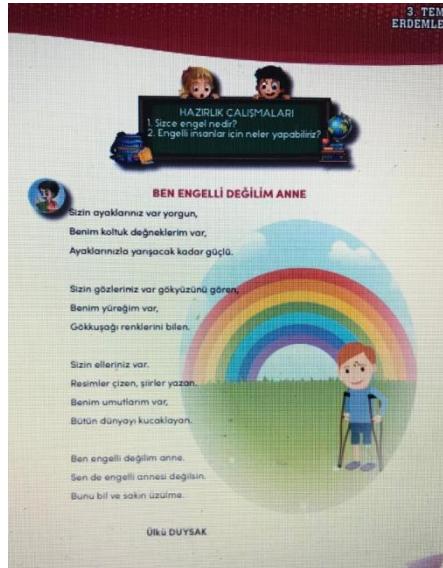 3. TEM
ERDEMLE
HAZIRLIK ÇALIŞMALARI
1. Sizce engel nedir?
2. Engelli insanlar için neler yapabiliriz?
BEN ENGELLİ DEĞİLİM ANNE
Sizin ayaklarınız var yorgun,
Benim koltuk değneklerim var,
Ayaklarınızla yarışacak kadar güçlü.
Sizin gözleriniz var gökyüzünü gören,
Benim yüreğim var,
Gökkuşağı renklerini bilen.
Sizin elleriniz var.
Resimler çizen, şiirler yazan.
Benim umutlarım var,
Bütün dünyayı kucaklayan.
Ben engelli değilim anne.
Sen de engelli annesi değilsin.
Bunu bil ve sakın üzülme.
Ülkü DUYSAK